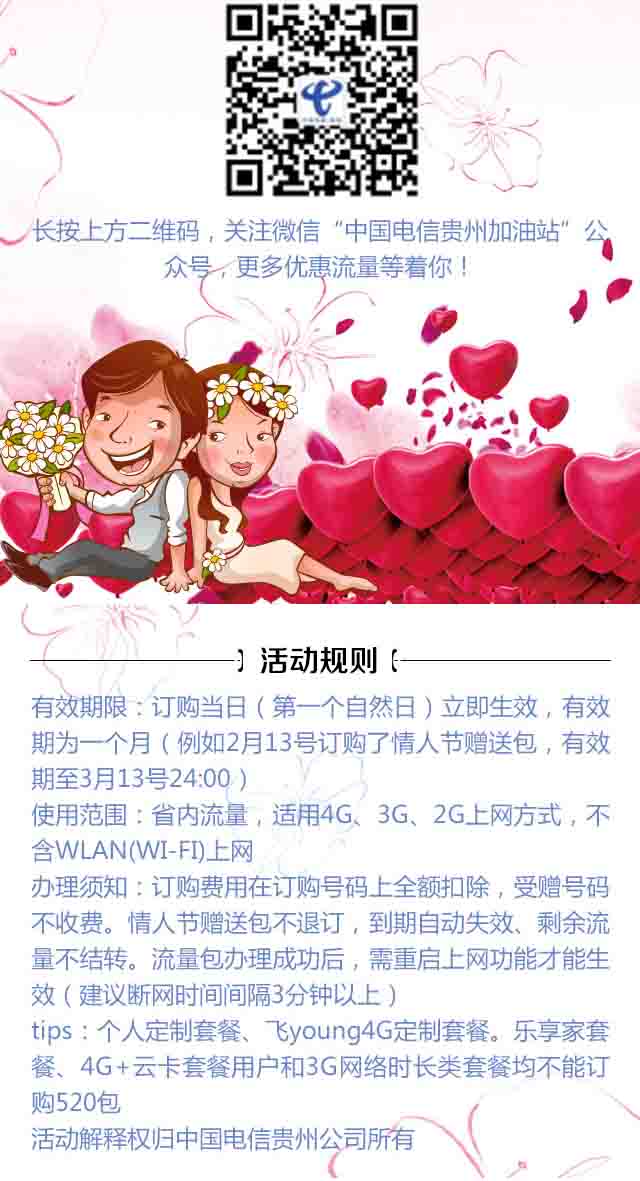 长按上方二维码，关注微信“中国电信贵州加油站”公
众号，更多优惠流量等着你！
活动规则
有效期限：订购当日（第一个自然日）立即生效，有效
期为一个月（例如2月13号订购了情人节赠送包，有效
期至3月13号24:00）
使用范围：省内流量，适用4G、3G、2G上网方式，不
含WLAN(WI-FI)上网
办理须知：订购费用在订购号码上全额扣除，受赠号码
不收费。情人节赠送包不退订，到期自动失效、剩余流
量不结转。流量包办理成功后，需重启上网功能才能生
效（建议断网时间间隔3分钟以上）
tips：个人定制套餐、飞young4G定制套餐。乐享家套
餐、4G+云卡套餐用户和3G网络时长类套餐均不能订
购520包
活动解释权归中国电信贵州公司所有